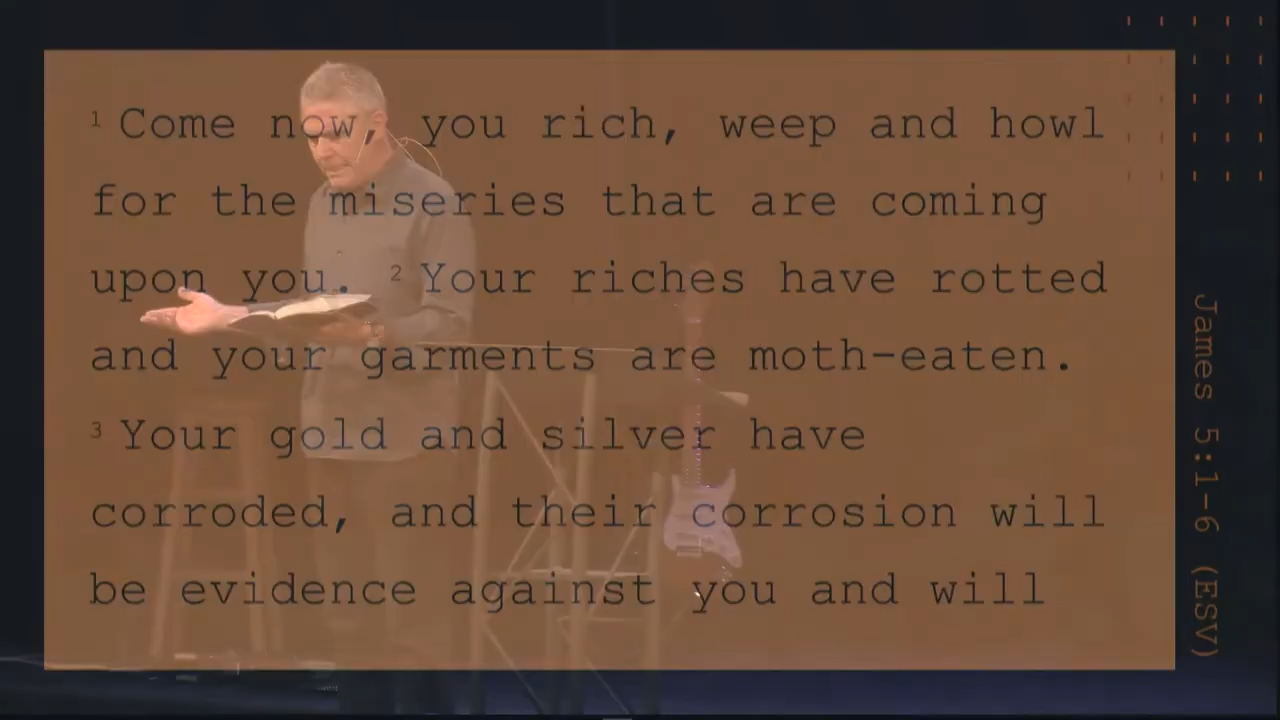 1 Come now, you rich, weep and howl
for the miseries that are coming
upon you. 2 Your riches have rotted
and your garments are moth-eaten.
3 Your gold and silver have
corroded, and their corrosion will
be evidence against you and will
James 5:1-6 (ESV)